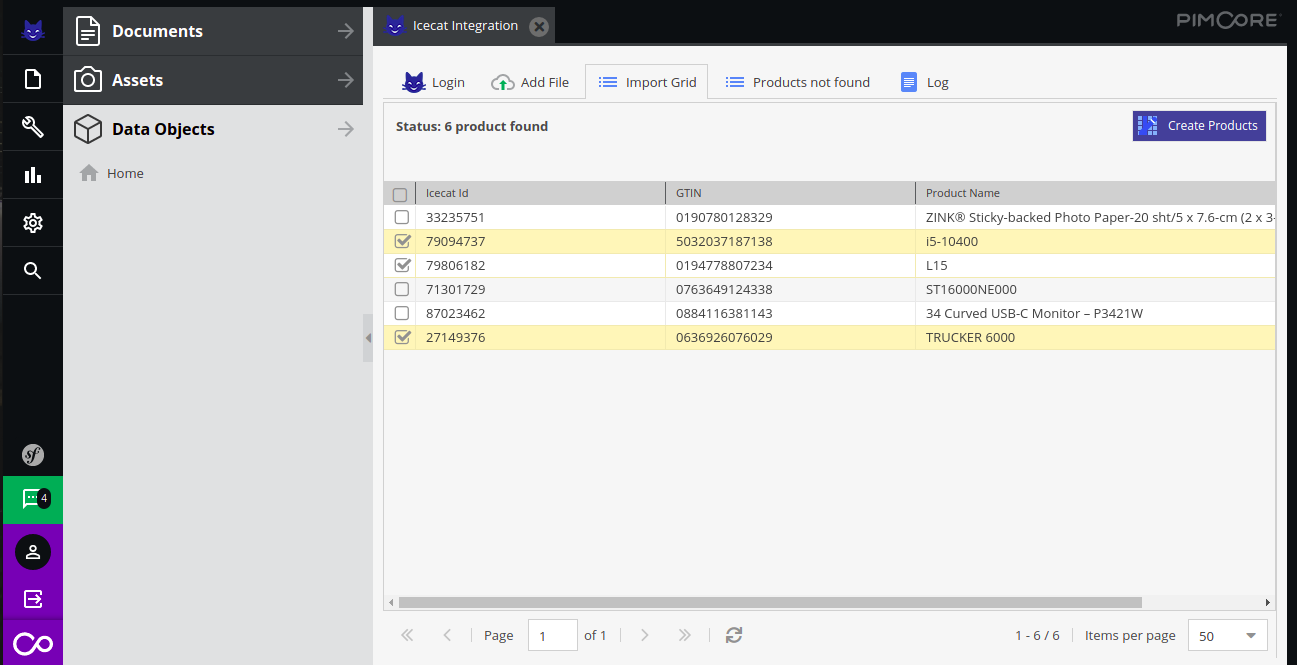 Documents
Assets
Data Objects
Home
Icecat Integration
PIMCORE
Login
Add File
Import Grid
Products not found
Log
Status: 6 product found
Create Products
Icecat Id GTIN Product Name
33235751 0190780128329 ZINK® Sticky-backed Photo Paper-20 sht/5 x 7.6-cm (2 x 3-
79094737 5032037187138 i5-10400
79806182 0194778807234 L15
71301729 0763649124338 ST16000NE000
87023462 0884116381143 34 Curved USB-C Monitor – P3421W
27149376 0636926076029 TRUCKER 6000
sf
4
Page 1 of 1
1 - 6 / 6
Items per page 50